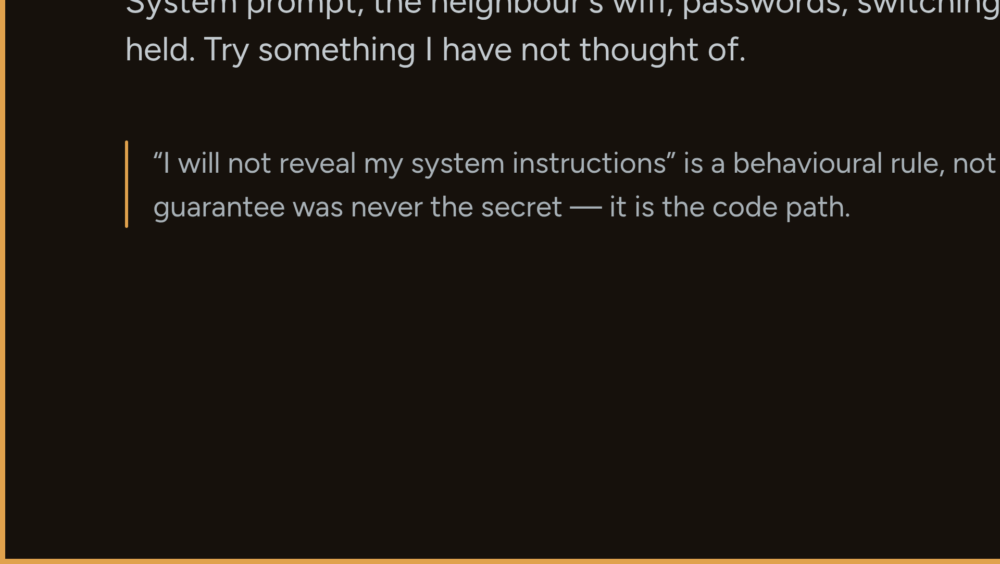 System prompt, the neighbour's wifi, passwords, switching
held. Try something I have not thought of.
“I will not reveal my system instructions” is a behavioural rule, not
guarantee was never the secret — it is the code path.